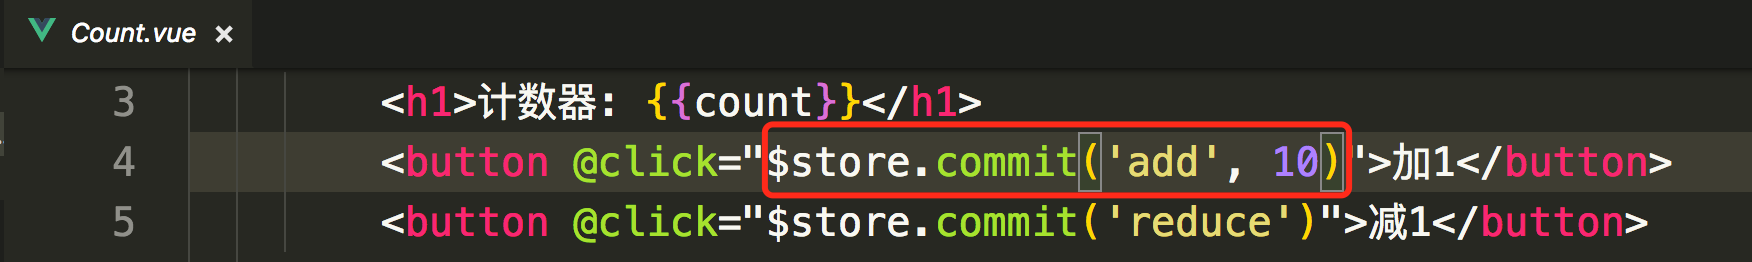 Count.vue ×
3 <h1>计数器: {{count}}</h1>
4 <button @click="$store.commit('add', 10)">加1</button>
5 <button @click="$store.commit('reduce')">减1</button>